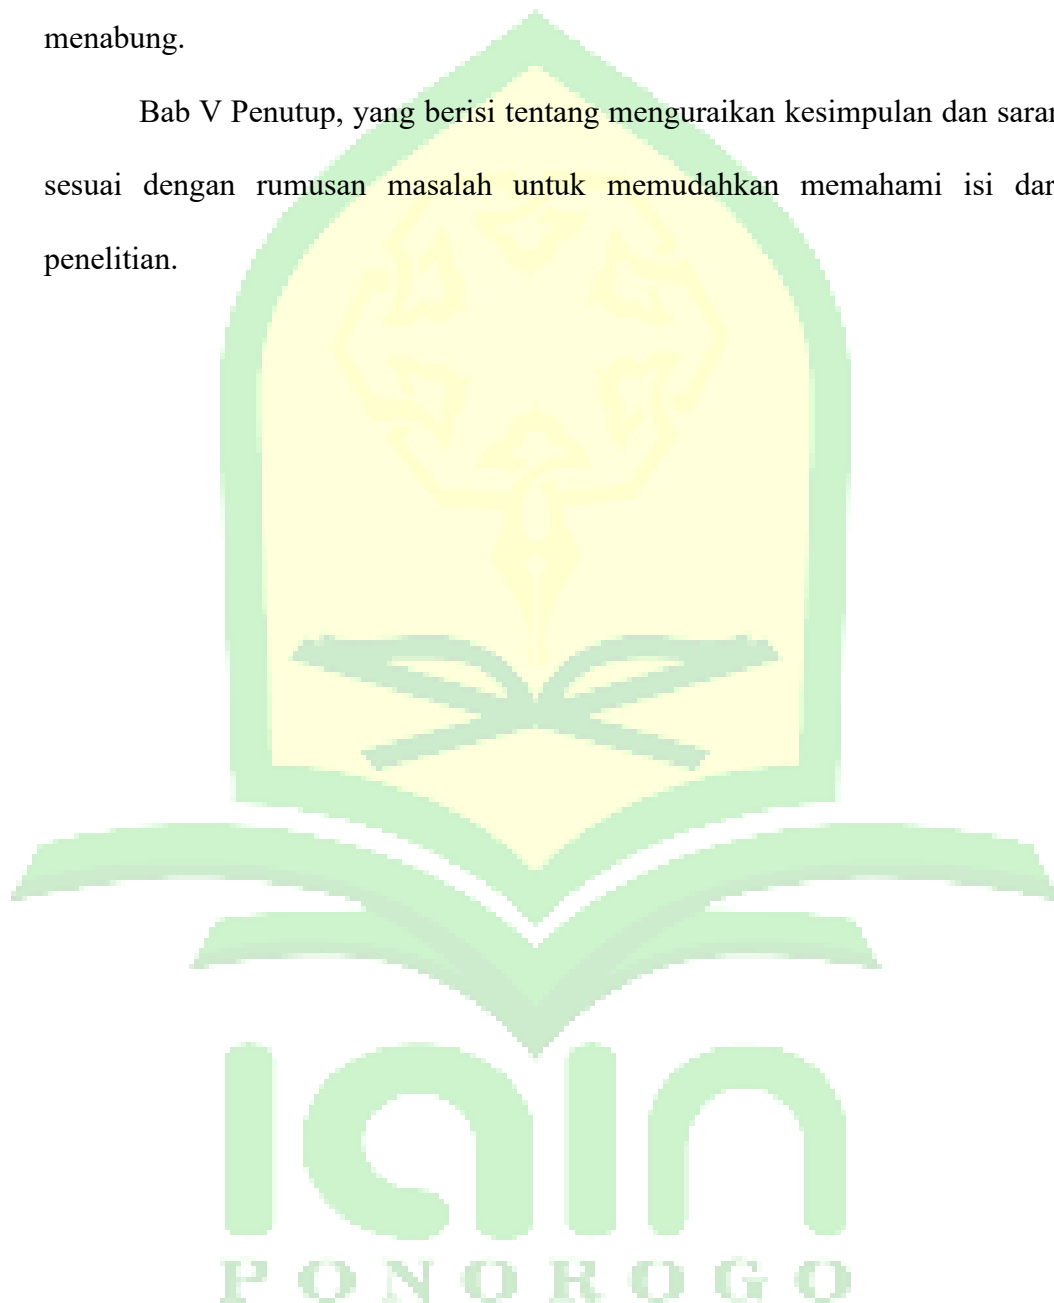 menabung.
Bab V Penutup, yang berisi tentang menguraikan kesimpulan dan saran
sesuai dengan rumusan masalah untuk memudahkan memahami isi dar
penelitian.
iain
PONOROGO